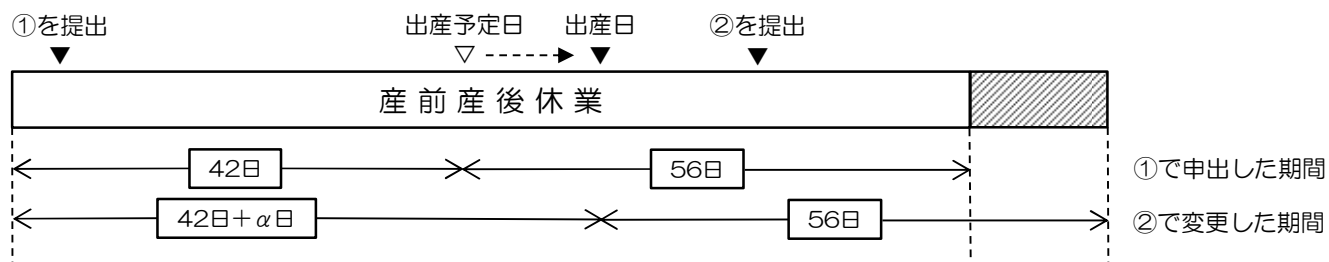 ①を提出 出産予定日 出産日 ②を提出
産前産後休業
42日 56日 ①で申出した期間
42日+α日 56日 ②で変更した期間